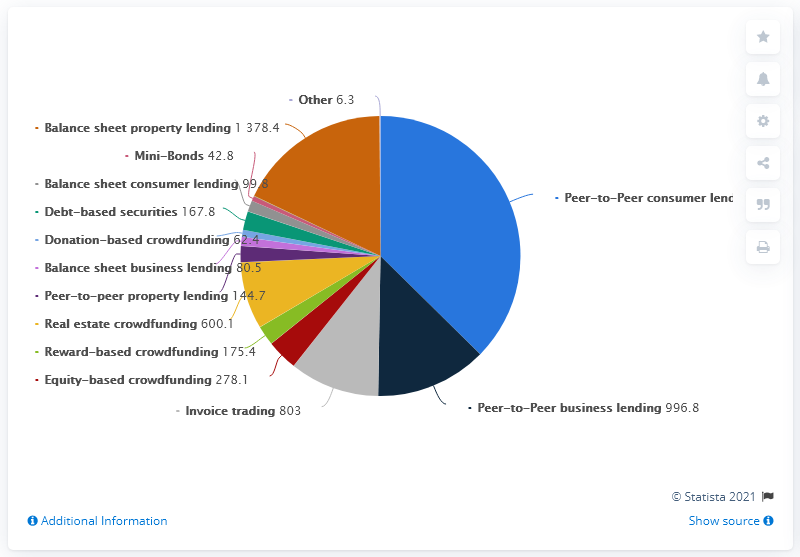 Other 6.3
Balance sheet property lending 1 378.4
Mini-Bonds 42.8
Balance sheet consumer lending 99.8
Debt-based securities 167.8
Donation-based crowdfunding 62.4
Balance sheet business lending 80.5
Peer-to-peer property lending 144.7
Real estate crowdfunding 600.1
Reward-based crowdfunding 175.4
Equity-based crowdfunding 278.1
Invoice trading 803
Peer-to-Peer consumer lend
Peer-to-Peer business lending 996.8
© Statista 2021
Additional Information
Show source